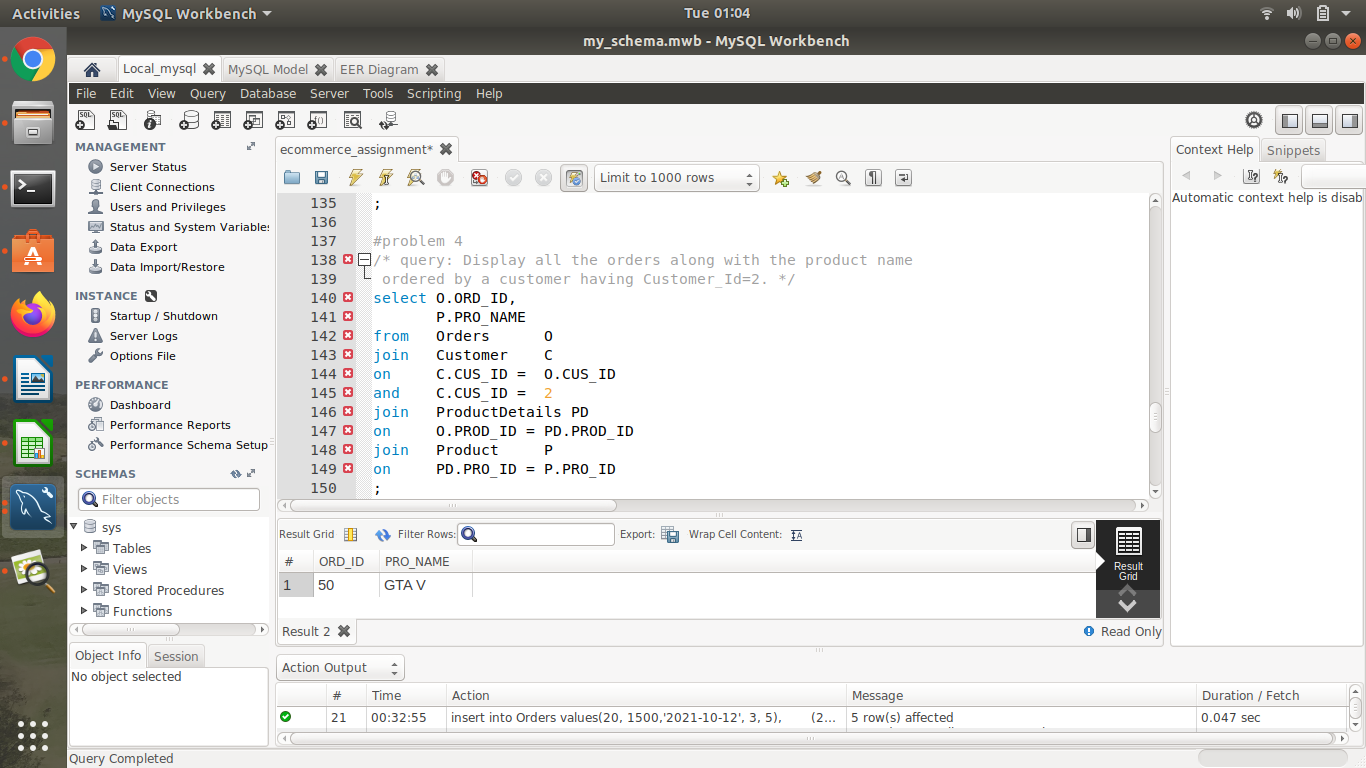 Activities MySQL Workbench Tue 01:04
my_schema.mwb - MySQL Workbench
Local_mysql MySQL Model EER Diagram
File Edit View Query Database Server Tools Scripting Help
MANAGEMENT
Server Status
Client Connections
Users and Privileges
Status and System Variables
Data Export
Data Import/Restore
INSTANCE
Startup / Shutdown
Server Logs
Options File
PERFORMANCE
Dashboard
Performance Reports
Performance Schema Setup
SCHEMAS
Filter objects
sys
Tables
Views
Stored Procedures
Functions
Object Info Session
No object selected
ecommerce_assignment*
Limit to 1000 rows
135 ;
136
137 #problem 4
138 /* query: Display all the orders along with the product name
139 ordered by a customer having Customer_Id=2. */
140 select O.ORD_ID,
141 P.PRO_NAME
142 from Orders O
143 join Customer C
144 on C.CUS_ID = O.CUS_ID
145 and C.CUS_ID = 2
146 join ProductDetails PD
147 on O.PROD_ID = PD.PROD_ID
148 join Product P
149 on PD.PRO_ID = P.PRO_ID
150 ;
Result Grid Filter Rows: Export: Wrap Cell Content:
# ORD_ID PRO_NAME
1 50 GTA V
Result Grid
Result 2 Read Only
Context Help Snippets
Automatic context help is disab
Action Output
# Time Action Message Duration / Fetch
21 00:32:55 insert into Orders values(20, 1500,'2021-10-12', 3, 5), (2... 5 row(s) affected 0.047 sec
Query Completed